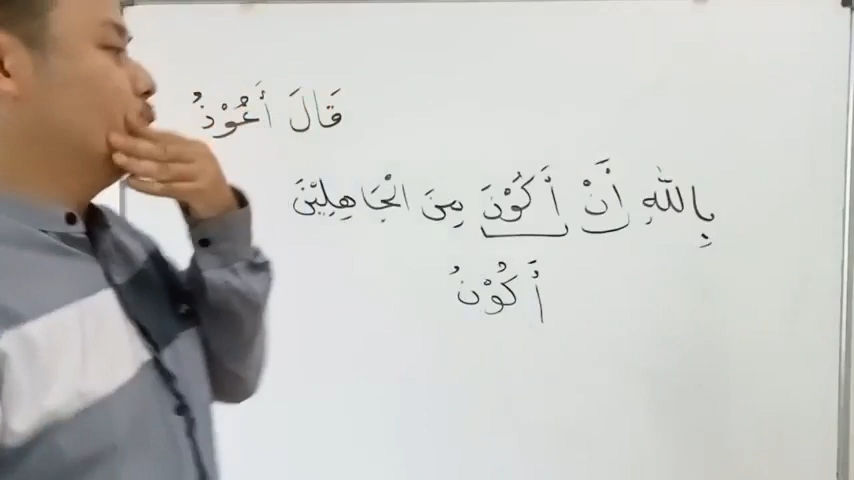 قَالَ أَعُوْذُ
بِاللّٰهِ أَنْ أَكُوْنَ مِنَ الْجَاهِلِيْنَ
أَكُوْنُ